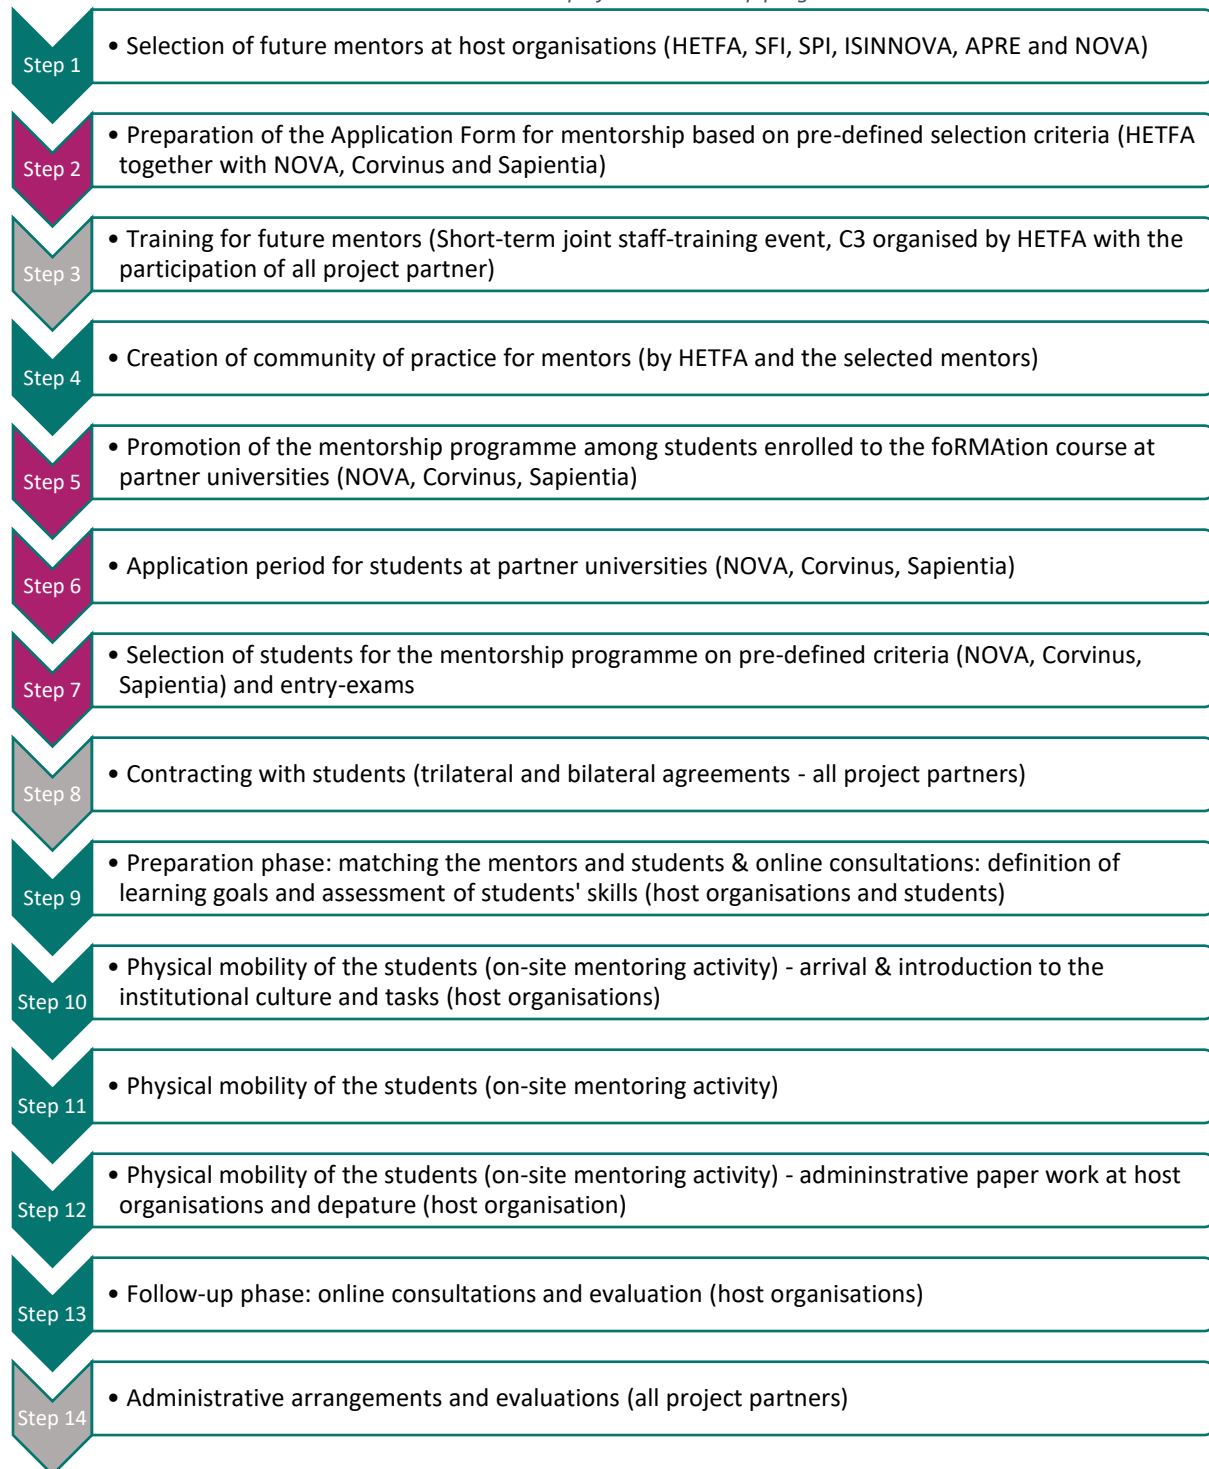 Step 1
• Selection of future mentors at host organisations (HETFA, SFI, SPI, ISINNOVA, APRE and NOVA)
Step 2
• Preparation of the Application Form for mentorship based on pre-defined selection criteria (HETFA
together with NOVA, Corvinus and Sapientia)
Step 3
• Training for future mentors (Short-term joint staff-training event, C3 organised by HETFA with the
participation of all project partner)
Step 4
• Creation of community of practice for mentors (by HETFA and the selected mentors)
Step 5
• Promotion of the mentorship programme among students enrolled to the foRMAtion course at
partner universities (NOVA, Corvinus, Sapientia)
Step 6
• Application period for students at partner universities (NOVA, Corvinus, Sapientia)
Step 7
• Selection of students for the mentorship programme on pre-defined criteria (NOVA, Corvinus,
Sapientia) and entry-exams
Step 8
• Contracting with students (trilateral and bilateral agreements - all project partners)
Step 9
• Preparation phase: matching the mentors and students & online consultations: definition of
learning goals and assessment of students' skills (host organisations and students)
Step 10
• Physical mobility of the students (on-site mentoring activity) - arrival & introduction to the
institutional culture and tasks (host organisations)
Step 11
• Physical mobility of the students (on-site mentoring activity)
Step 12
• Physical mobility of the students (on-site mentoring activity) - admininstrative paper work at host
organisations and depature (host organisation)
Step 13
• Follow-up phase: online consultations and evaluation (host organisations)
Step 14
• Administrative arrangements and evaluations (all project partners)